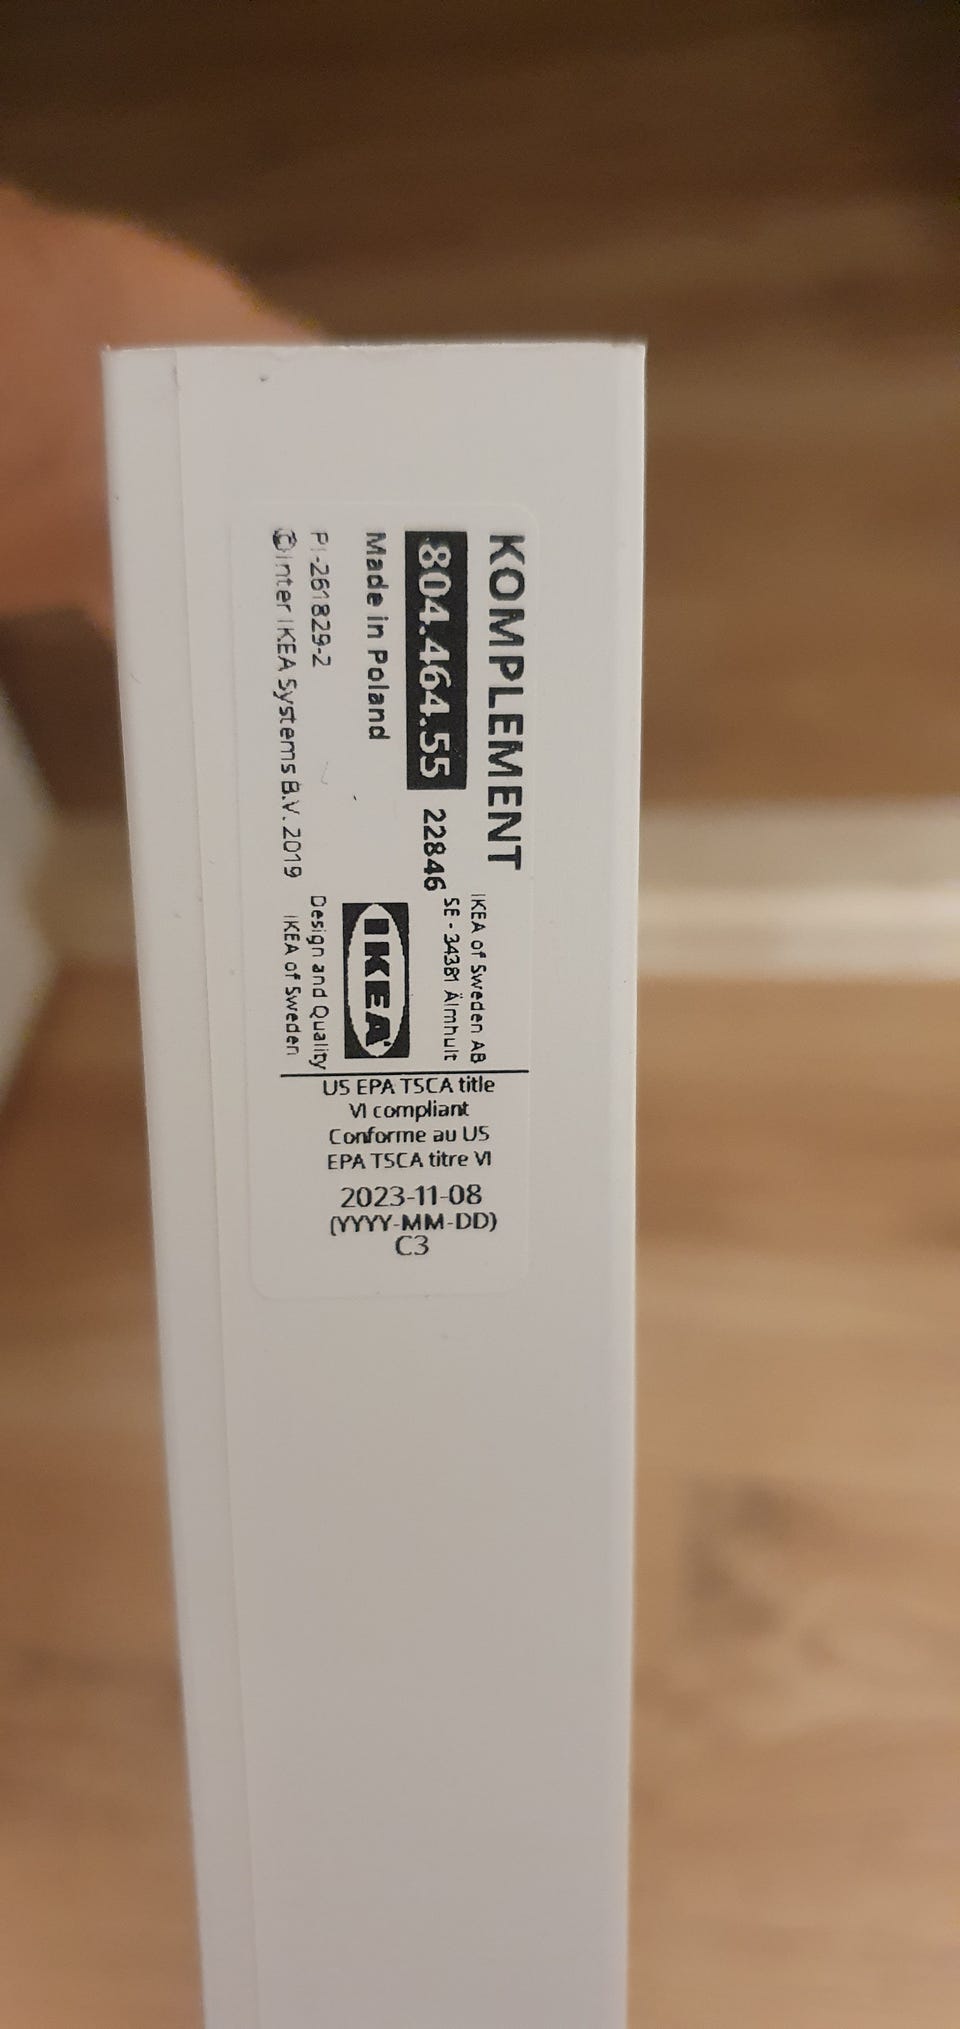 KOMPLEMENT
804.464.55 22846
Made in Poland
PI-261829-2
©Inter IKEA Systems B.V. 2019
IKEA of Sweden AB
SE - 34381 Älmhult
IKEA
Design and Quality
IKEA of Sweden
US EPA TSCA title
VI compliant
Conforme au US
EPA TSCA titre VI
2023-11-08
(YYYY-MM-DD)
C3